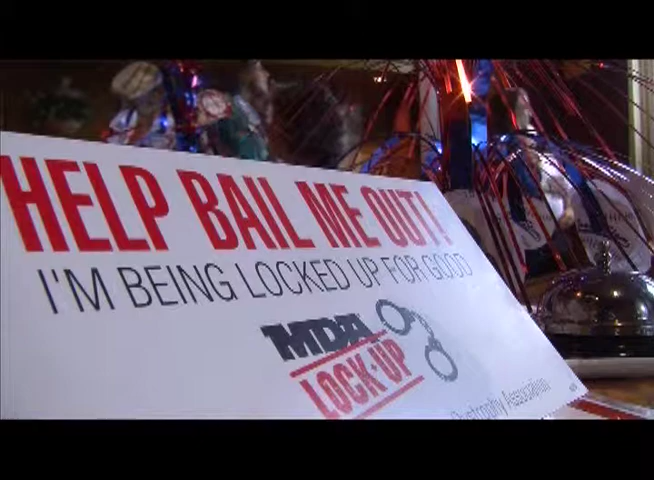 HELP BAIL ME OUT!
I'M BEING LOCKED UP FOR GOOD
MDA
LOCK-UP
Dystrophy Association